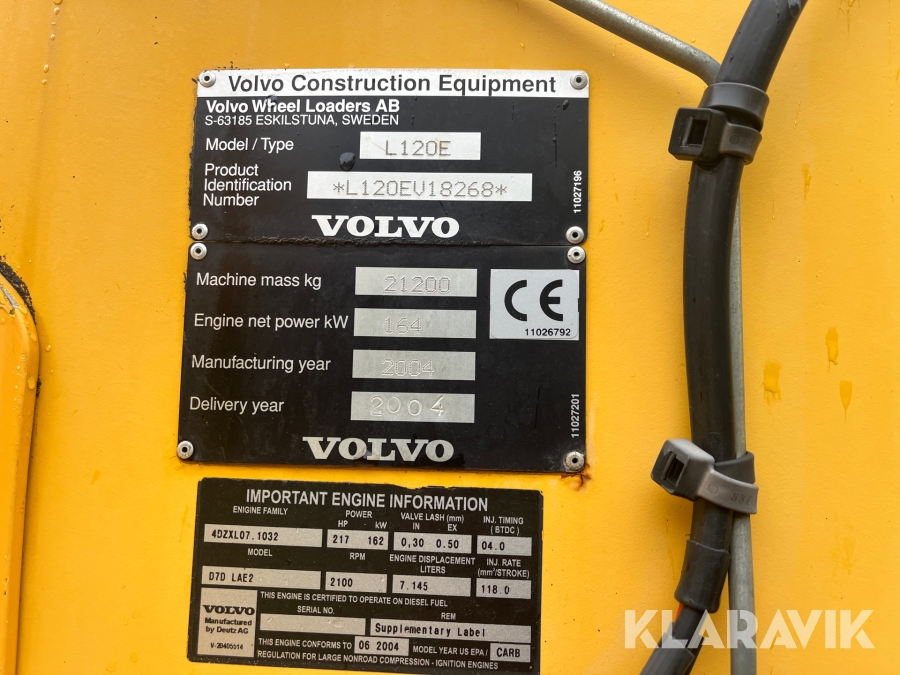 Volvo Construction Equipment
Volvo Wheel Loaders AB
S-63185 ESKILSTUNA, SWEDEN
Model / Type L120E
Product
Identification
Number *L120EV18268*
11027196
VOLVO
Machine mass kg 21200
Engine net power kW 164
CE
11026792
Manufacturing year 2004
Delivery year 2004
11027201
VOLVO
IMPORTANT ENGINE INFORMATION
ENGINE FAMILY POWER VALVE LASH (mm) INJ. TIMING
HP - kW IN EX (BTDC)
4DZXL07.1032 217 162 0,30 0.50 04.0
MODEL RPM ENGINE DISPLACEMENT INJ. RATE
LITERS (mm³/STROKE)
D7D LAE2 2100 7.145 118.0
THIS ENGINE IS CERTIFIED TO OPERATE ON DIESEL FUEL
VOLVO
Manufactured
by Deutz AG
V-20405514
SERIAL NO. REM
Supplementary Label
THIS ENGINE CONFORMS TO 06 2004 MODEL YEAR US EPA / CARB
REGULATION FOR LARGE NONROAD COMPRESSION - IGNITION ENGINES
KLARAVIK